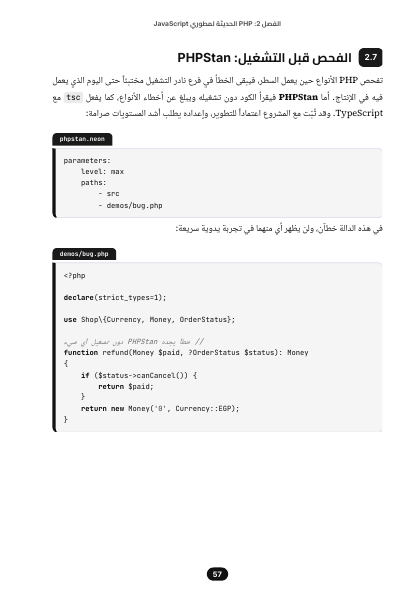 الفصل 2: PHP الحديثة لمطوري JavaScript
2.7 الفحص قبل التشغيل: PHPStan
تفحص PHP الأنواع حين يعمل السطر، فيبقى الخطأ في فرع نادر التشغيل مختبئاً حتى اليوم الذي يعمل
فيه في الإنتاج. أما PHPStan فيقرأ الكود دون تشغيله ويبلغ عن أخطاء الأنواع، كما يفعل tsc مع
TypeScript. وقد ثُبّت مع المشروع اعتماداً للتطوير، وإعداده يطلب أشد المستويات صرامة:
phpstan.neon
parameters:
    level: max
    paths:
        - src
        - demos/bug.php
في هذه الدالة خطآن، ولن يظهر أي منهما في تجربة يدوية سريعة:
demos/bug.php
<?php
declare(strict_types=1);
use Shop\{Currency, Money, OrderStatus};
// خطأ يجده PHPStan دون تشغيل أي شيء
function refund(Money $paid, ?OrderStatus $status): Money
{
    if ($status->canCancel()) {
        return $paid;
    }
    return new Money('0', Currency::EGP);
}
57